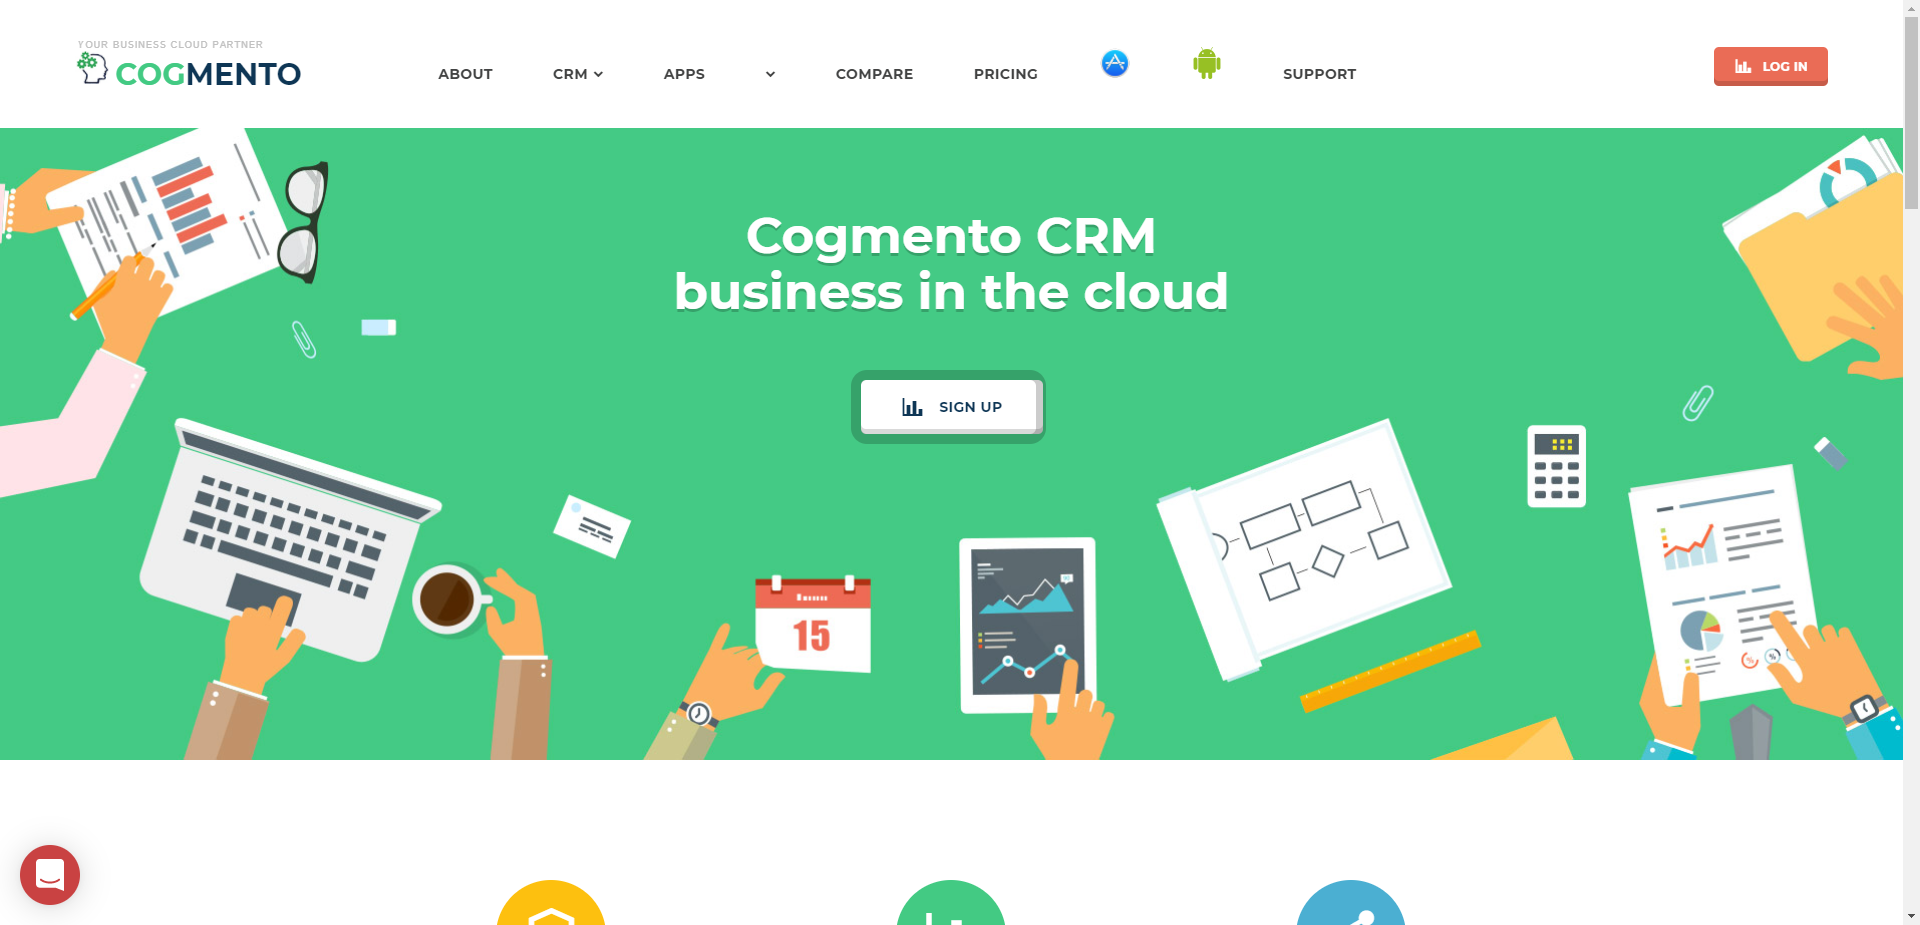 YOUR BUSINESS CLOUD PARTNER
COGMENTO
ABOUT
CRM
APPS
COMPARE
PRICING
SUPPORT
LOG IN
Cogmento CRM
business in the cloud
SIGN UP
15